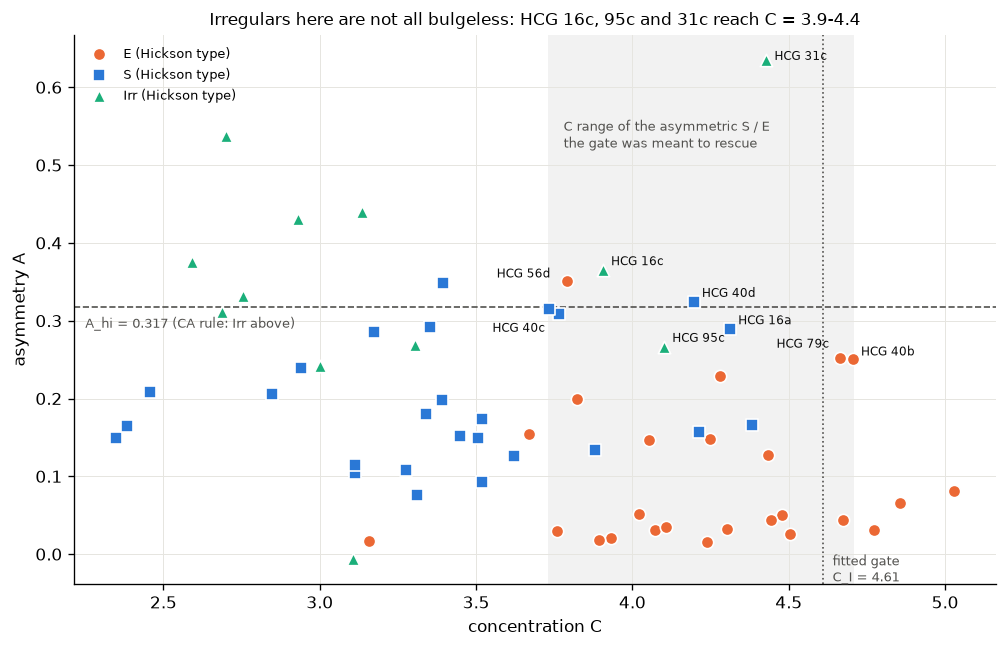 Irregulars here are not all bulgeless: HCG 16c, 95c and 31c reach C = 3.9-4.4
E (Hickson type)
S (Hickson type)
Irr (Hickson type)
HCG 31c
C range of the asymmetric S / E
the gate was meant to rescue
HCG 56d
HCG 16c
HCG 40d
A_hi = 0.317 (CA rule: Irr above)
HCG 40c
HCG 16a
HCG 95c
HCG 79c
HCG 40b
fitted gate
C_I = 4.61
0.6
0.5
0.4
0.3
0.2
0.1
0.0
asymmetry A
2.5
3.0
3.5
4.0
4.5
5.0
concentration C